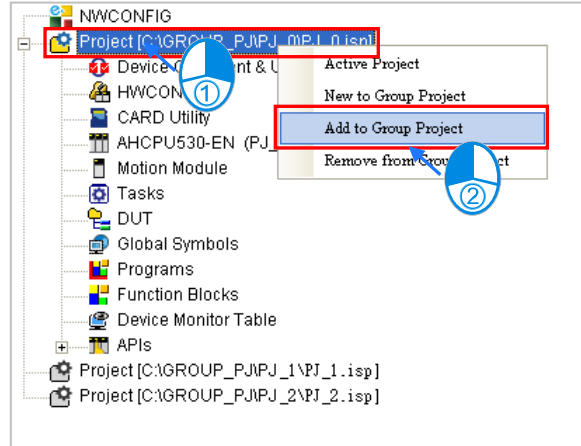 NWCONFIG
Project [C:\GROUP_PJ\PJ_0\PJ_0.isp]
Active Project
New to Group Project
Add to Group Project
Remove from Group
①
②
HWCON
CARD Utility
AHCPU530-EN (PJ_
Motion Module
Tasks
DUT
Global Symbols
Programs
Function Blocks
Device Monitor Table
APIs
Project [C:\GROUP_PJ\PJ_1\PJ_1.isp]
Project [C:\GROUP_PJ\PJ_2\PJ_2.isp]